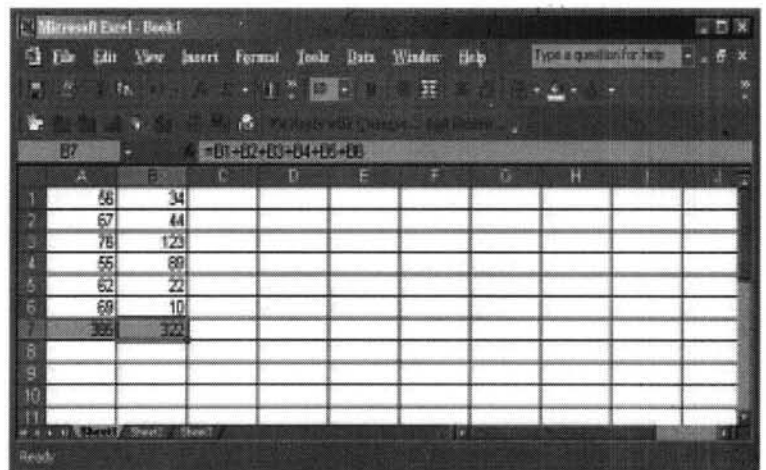 Microsoft Excel - Book1
File Edit View Insert Format Tools Data Window Help Type a question for help
10
B7 =B1+B2+B3+B4+B5+B6
A B C D E F G H I J
1 56 34
2 67 44
3 76 123
4 55 89
5 62 22
6 69 10
7 385 322
8
9
10
11
Sheet1 Sheet2 Sheet3
Ready